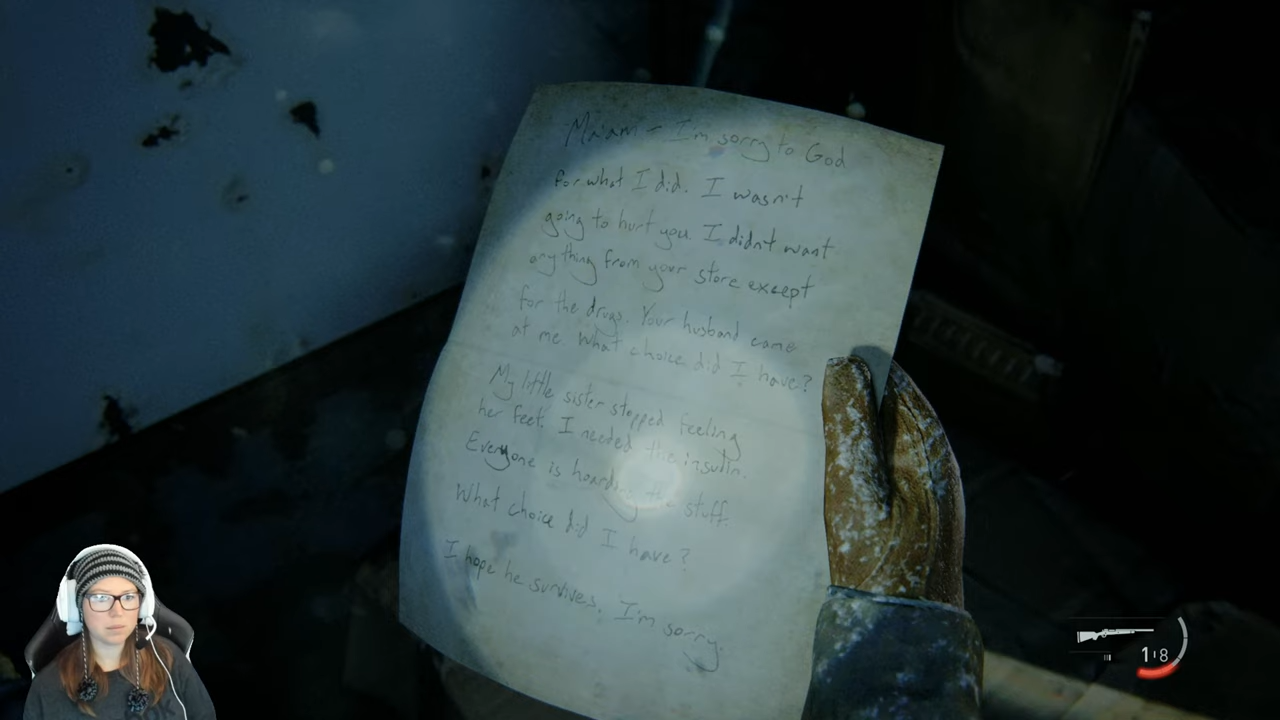 Ma'am - I'm sorry to God
for what I did. I wasn't
going to hurt you. I didn't want
anything from your store except
for the drugs. Your husband came
at me. What choice did I have?
My little sister stopped feeling
her feet. I needed the insulin.
Everyone is hoarding the stuff.
What choice did I have?
I hope he survives. I'm sorry.
1 8